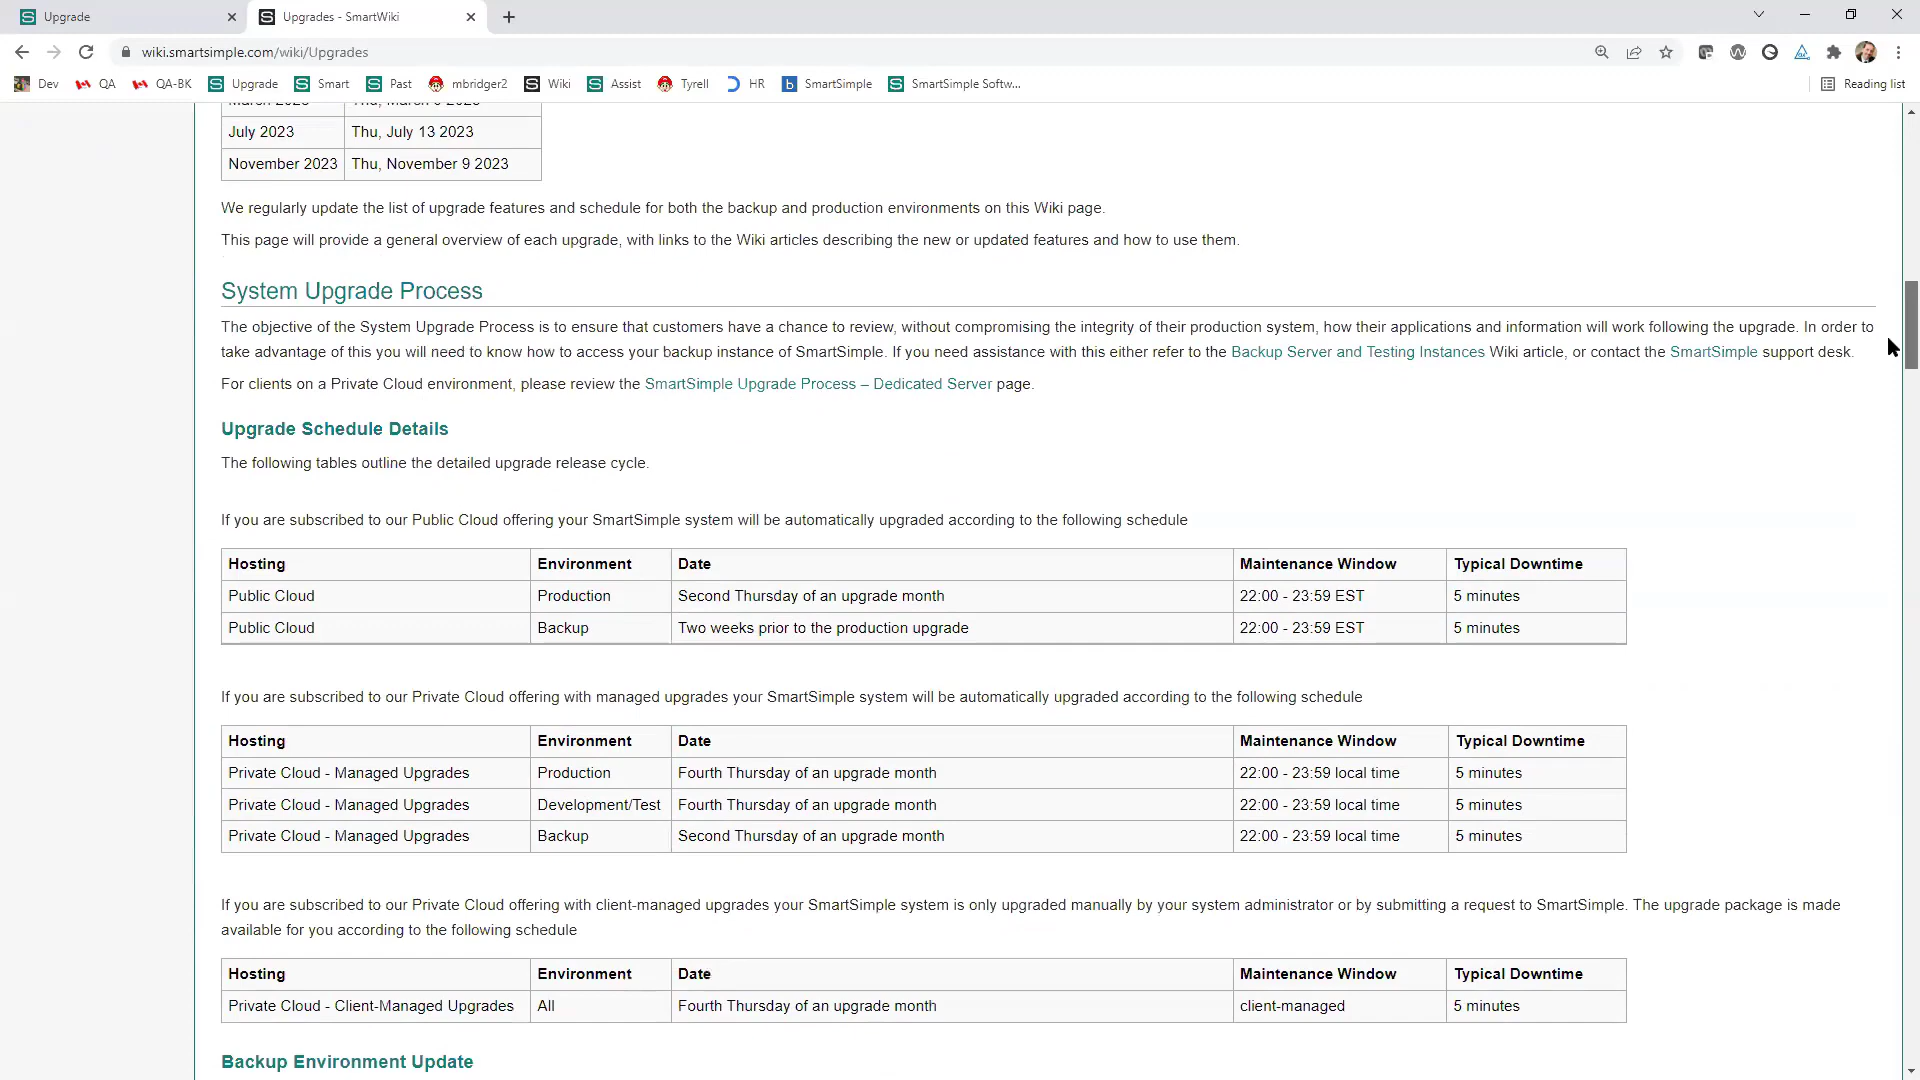 Upgrade
Upgrades - SmartWiki
wiki.smartsimple.com/wiki/Upgrades
Dev QA QA-BK Upgrade Smart Past mbridger2 Wiki Assist Tyrell HR SmartSimple SmartSimple Softw... Reading list
July 2023 Thu, July 13 2023
November 2023 Thu, November 9 2023
We regularly update the list of upgrade features and schedule for both the backup and production environments on this Wiki page.
This page will provide a general overview of each upgrade, with links to the Wiki articles describing the new or updated features and how to use them.
System Upgrade Process
The objective of the System Upgrade Process is to ensure that customers have a chance to review, without compromising the integrity of their production system, how their applications and information will work following the upgrade. In order to
take advantage of this you will need to know how to access your backup instance of SmartSimple. If you need assistance with this either refer to the Backup Server and Testing Instances Wiki article, or contact the SmartSimple support desk.
For clients on a Private Cloud environment, please review the SmartSimple Upgrade Process – Dedicated Server page.
Upgrade Schedule Details
The following tables outline the detailed upgrade release cycle.
If you are subscribed to our Public Cloud offering your SmartSimple system will be automatically upgraded according to the following schedule
Hosting Environment Date Maintenance Window Typical Downtime
Public Cloud Production Second Thursday of an upgrade month 22:00 - 23:59 EST 5 minutes
Public Cloud Backup Two weeks prior to the production upgrade 22:00 - 23:59 EST 5 minutes
If you are subscribed to our Private Cloud offering with managed upgrades your SmartSimple system will be automatically upgraded according to the following schedule
Hosting Environment Date Maintenance Window Typical Downtime
Private Cloud - Managed Upgrades Production Fourth Thursday of an upgrade month 22:00 - 23:59 local time 5 minutes
Private Cloud - Managed Upgrades Development/Test Fourth Thursday of an upgrade month 22:00 - 23:59 local time 5 minutes
Private Cloud - Managed Upgrades Backup Second Thursday of an upgrade month 22:00 - 23:59 local time 5 minutes
If you are subscribed to our Private Cloud offering with client-managed upgrades your SmartSimple system is only upgraded manually by your system administrator or by submitting a request to SmartSimple. The upgrade package is made
available for you according to the following schedule
Hosting Environment Date Maintenance Window Typical Downtime
Private Cloud - Client-Managed Upgrades All Fourth Thursday of an upgrade month client-managed 5 minutes
Backup Environment Update